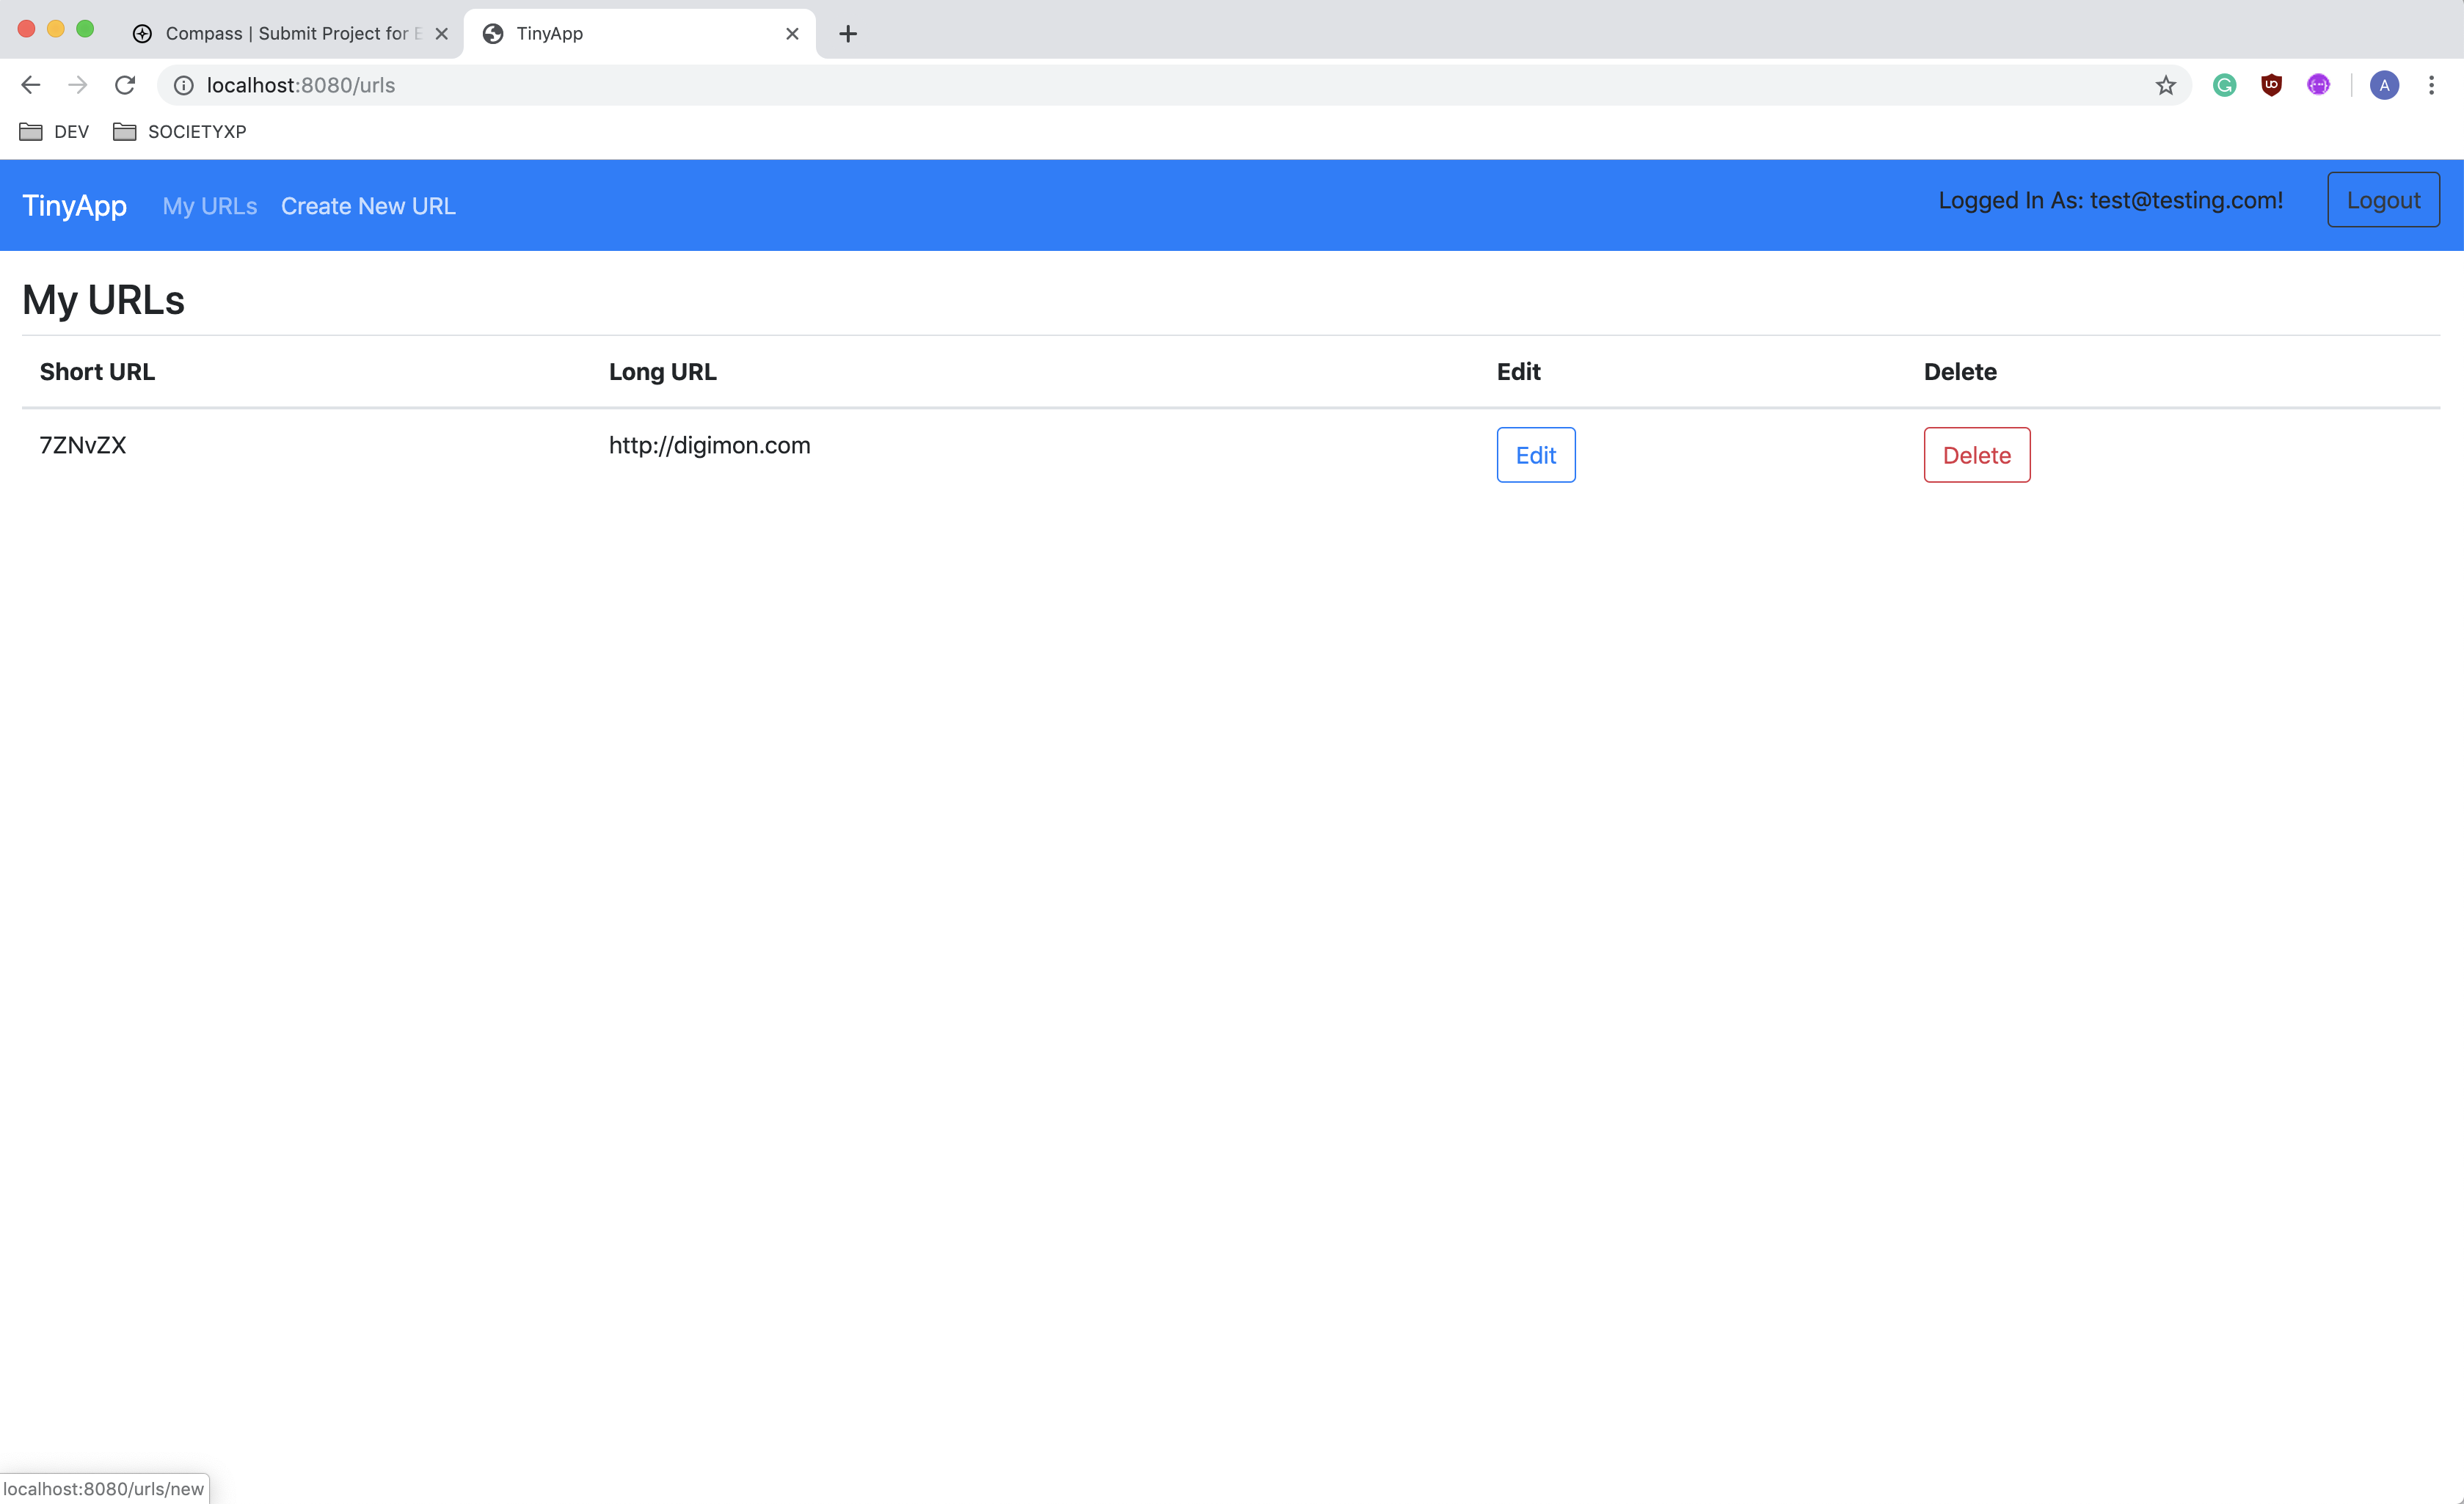 Compass | Submit Project for E
TinyApp
localhost:8080/urls
A
DEV
SOCIETYXP
TinyApp
My URLs
Create New URL
Logged In As: test@testing.com!
Logout
My URLs
Short URL
Long URL
Edit
Delete
7ZNvZX
http://digimon.com
Edit
Delete
localhost:8080/urls/new